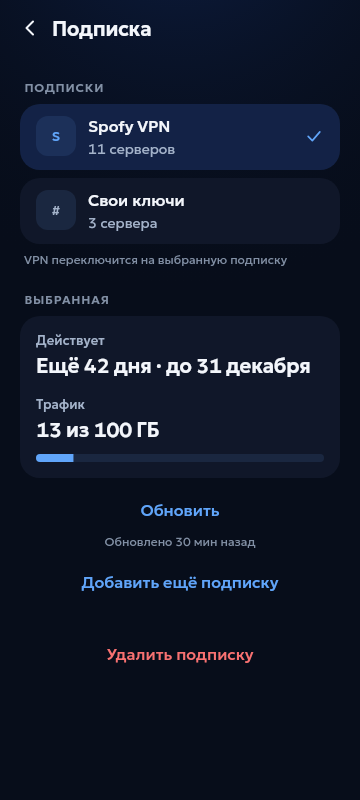 Подписка
ПОДПИСКИ
S
Spofy VPN
11 серверов
#
Свои ключи
3 сервера
VPN переключится на выбранную подписку
ВЫБРАННАЯ
Действует
Ещё 42 дня · до 31 декабря
Трафик
13 из 100 ГБ
Обновить
Обновлено 30 мин назад
Добавить ещё подписку
Удалить подписку